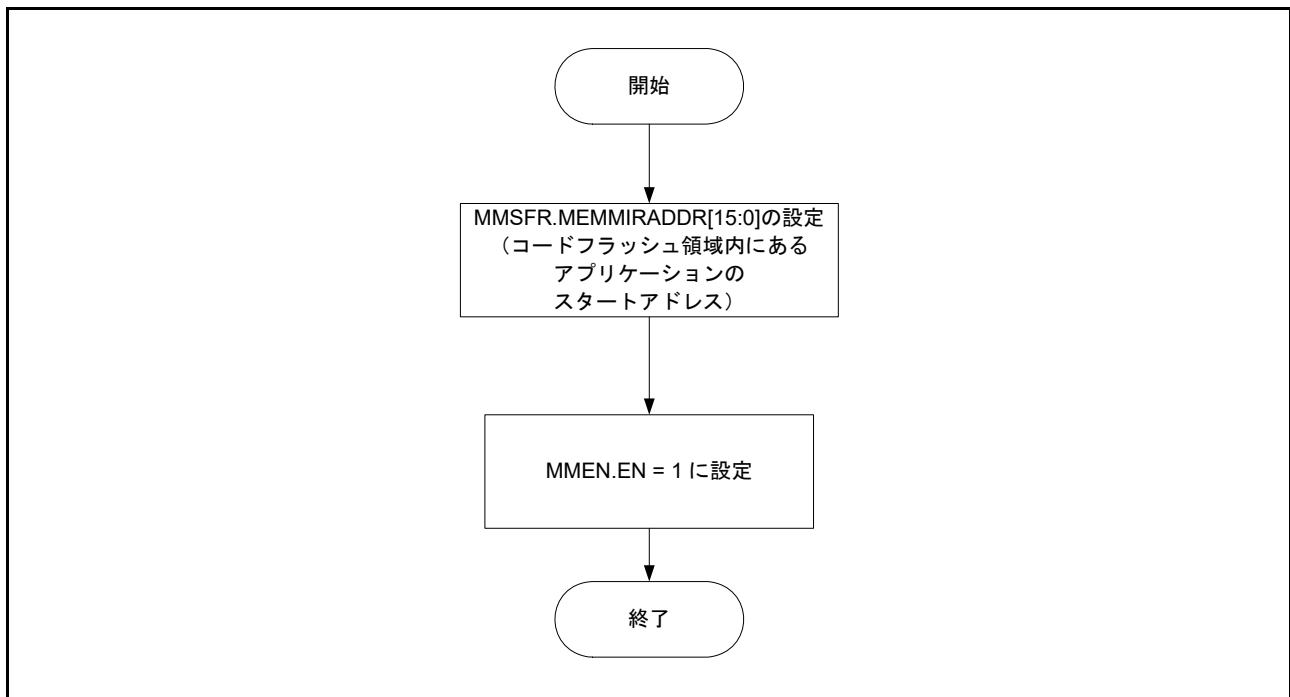 開始
MMSFR.MEMMIRADDR[15:0]の設定
（コードフラッシュ領域内にある
アプリケーションの
スタートアドレス）
MMEN.EN = 1 に設定
終了